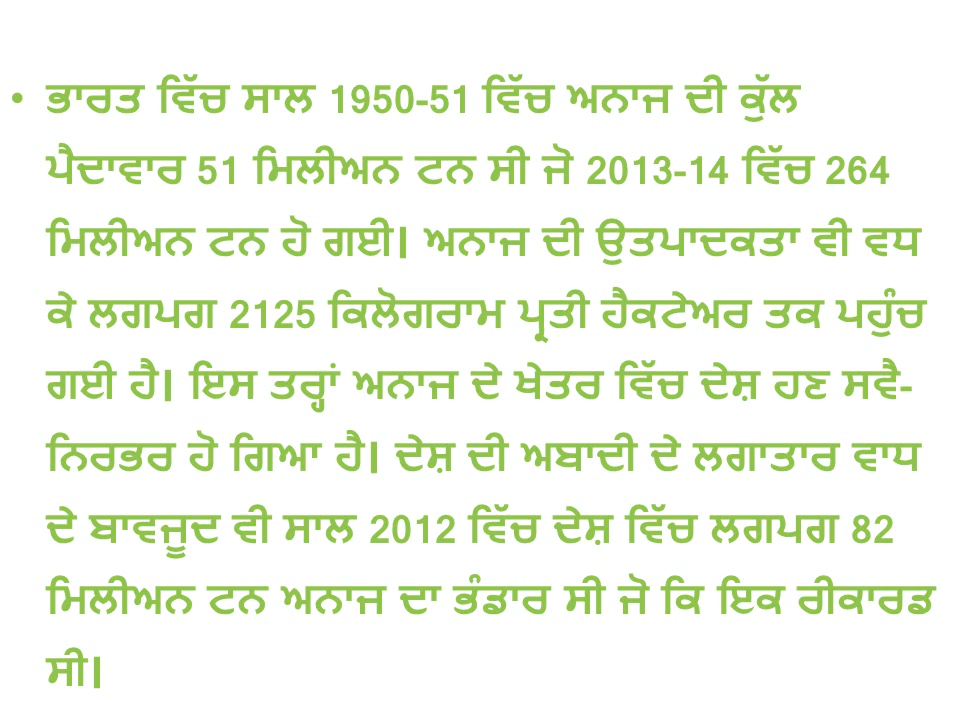 • ਭਾਰਤ ਵਿੱਚ ਸਾਲ 1950-51 ਵਿੱਚ ਅਨਾਜ ਦੀ ਕੁੱਲ
ਪੈਦਾਵਾਰ 51 ਮਿਲੀਅਨ ਟਨ ਸੀ ਜੋ 2013-14 ਵਿੱਚ 264
ਮਿਲੀਅਨ ਟਨ ਹੋ ਗਈ। ਅਨਾਜ ਦੀ ਉਤਪਾਦਕਤਾ ਵੀ ਵਧ
ਕੇ ਲਗਪਗ 2125 ਕਿਲੋਗਰਾਮ ਪ੍ਰਤੀ ਹੈਕਟੇਅਰ ਤਕ ਪਹੁੰਚ
ਗਈ ਹੈ। ਇਸ ਤਰ੍ਹਾਂ ਅਨਾਜ ਦੇ ਖੇਤਰ ਵਿੱਚ ਦੇਸ਼ ਹਣ ਸਵੈ-
ਨਿਰਭਰ ਹੋ ਗਿਆ ਹੈ। ਦੇਸ਼ ਦੀ ਅਬਾਦੀ ਦੇ ਲਗਾਤਾਰ ਵਾਧ
ਦੇ ਬਾਵਜੂਦ ਵੀ ਸਾਲ 2012 ਵਿੱਚ ਦੇਸ਼ ਵਿੱਚ ਲਗਪਗ 82
ਮਿਲੀਅਨ ਟਨ ਅਨਾਜ ਦਾ ਭੰਡਾਰ ਸੀ ਜੋ ਕਿ ਇਕ ਰੀਕਾਰਡ
ਸੀ।